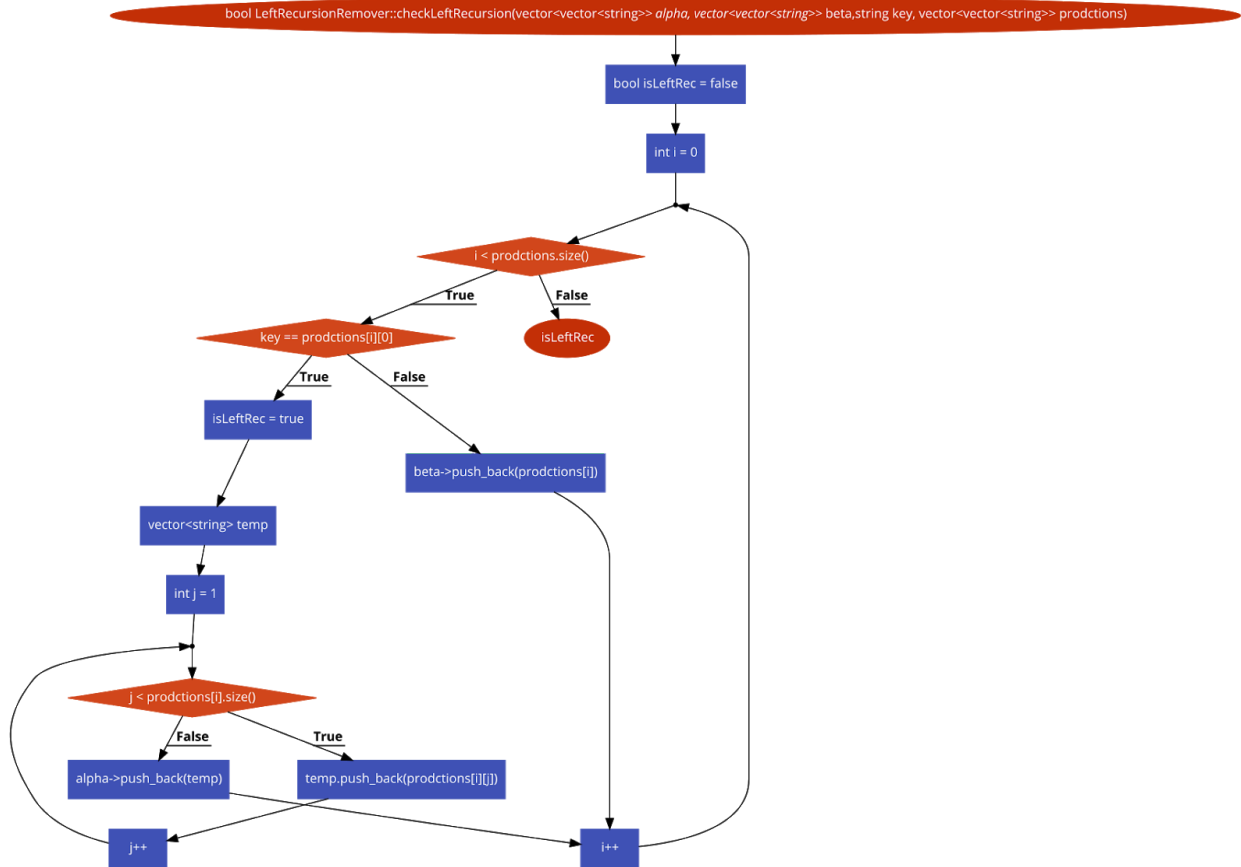 bool LeftRecursionRemover::checkLeftRecursion(vector<vector<string>> alpha, vector<vector<string>> beta,string key, vector<vector<string>> prodctions)
bool isLeftRec = false
int i = 0
i < prodctions.size()
True
False
key == prodctions[i][0]
isLeftRec
True
False
isLeftRec = true
beta->push_back(prodctions[i])
vector<string> temp
int j = 1
j < prodctions[i].size()
False
True
alpha->push_back(temp)
temp.push_back(prodctions[i][j])
j++
i++